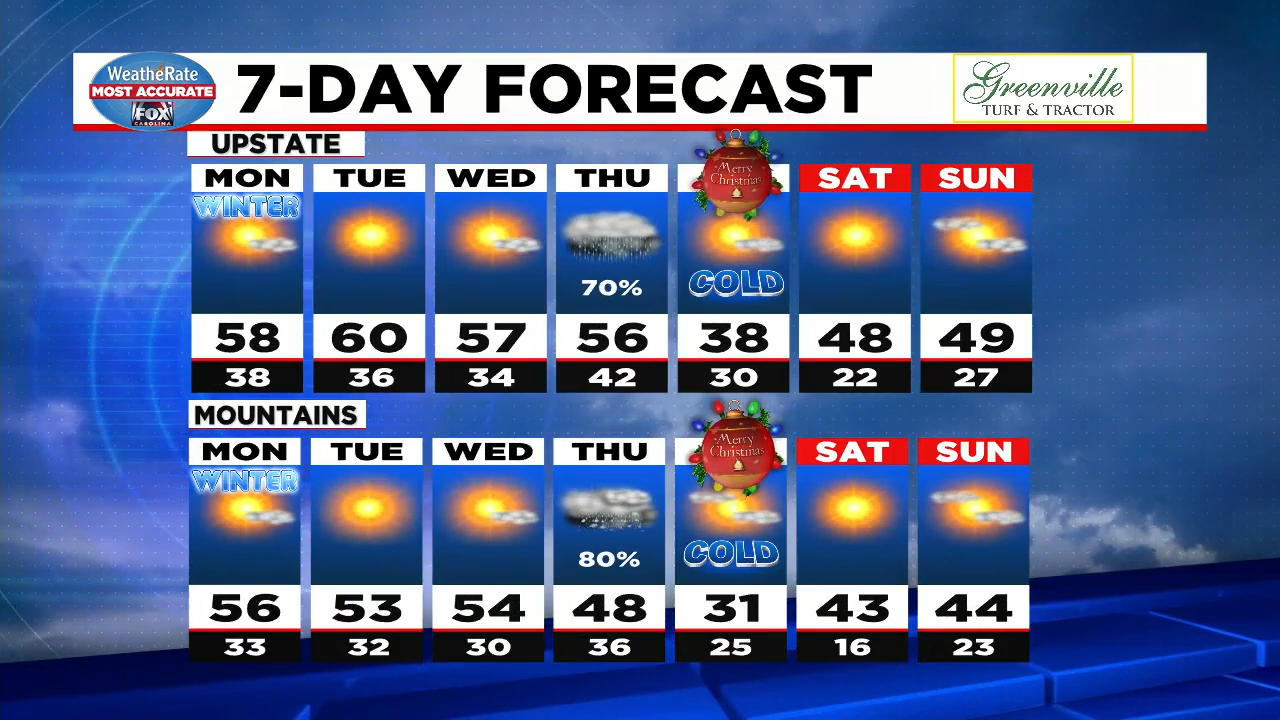 WeatheRate
MOST ACCURATE
FOX
CAROLINA
7-DAY FORECAST
Greenville
TURF & TRACTOR
UPSTATE
MON TUE WED THU Merry Christmas SAT SUN
WINTER
70% COLD
58 60 57 56 38 48 49
38 36 34 42 30 22 27
MOUNTAINS
MON TUE WED THU Merry Christmas SAT SUN
WINTER
80% COLD
56 53 54 48 31 43 44
33 32 30 36 25 16 23